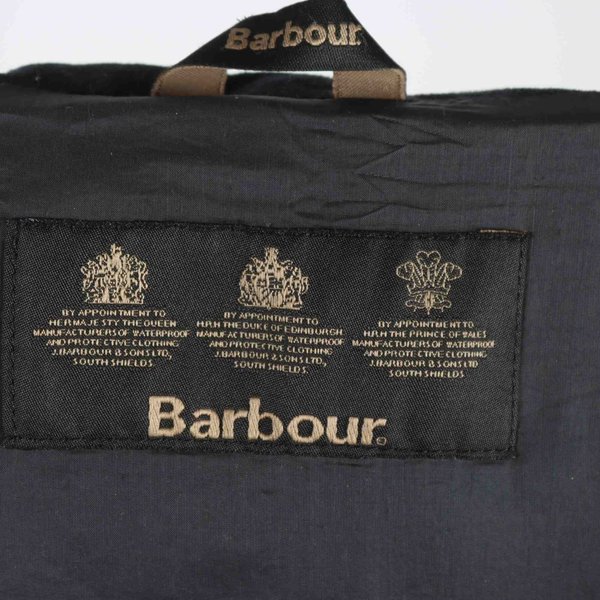 Barbour
BY APPOINTMENT TO
HER MAJESTY THE QUEEN
MANUFACTURERS OF WATERPROOF
AND PROTECTIVE CLOTHING
J.BARBOUR & SONS LTD,
SOUTH SHIELDS.
BY APPOINTMENT TO
H.R.H THE DUKE OF EDINBURGH
MANUFACTURERS OF WATERPROOF
AND PROTECTIVE CLOTHING
J.BARBOUR & SONS LTD,
SOUTH SHIELDS.
BY APPOINTMENT TO
H.R.H THE PRINCE OF WALES
MANUFACTURERS OF WATERPROOF
AND PROTECTIVE CLOTHING
J.BARBOUR & SONS LTD
SOUTH SHIELDS.
Barbour®